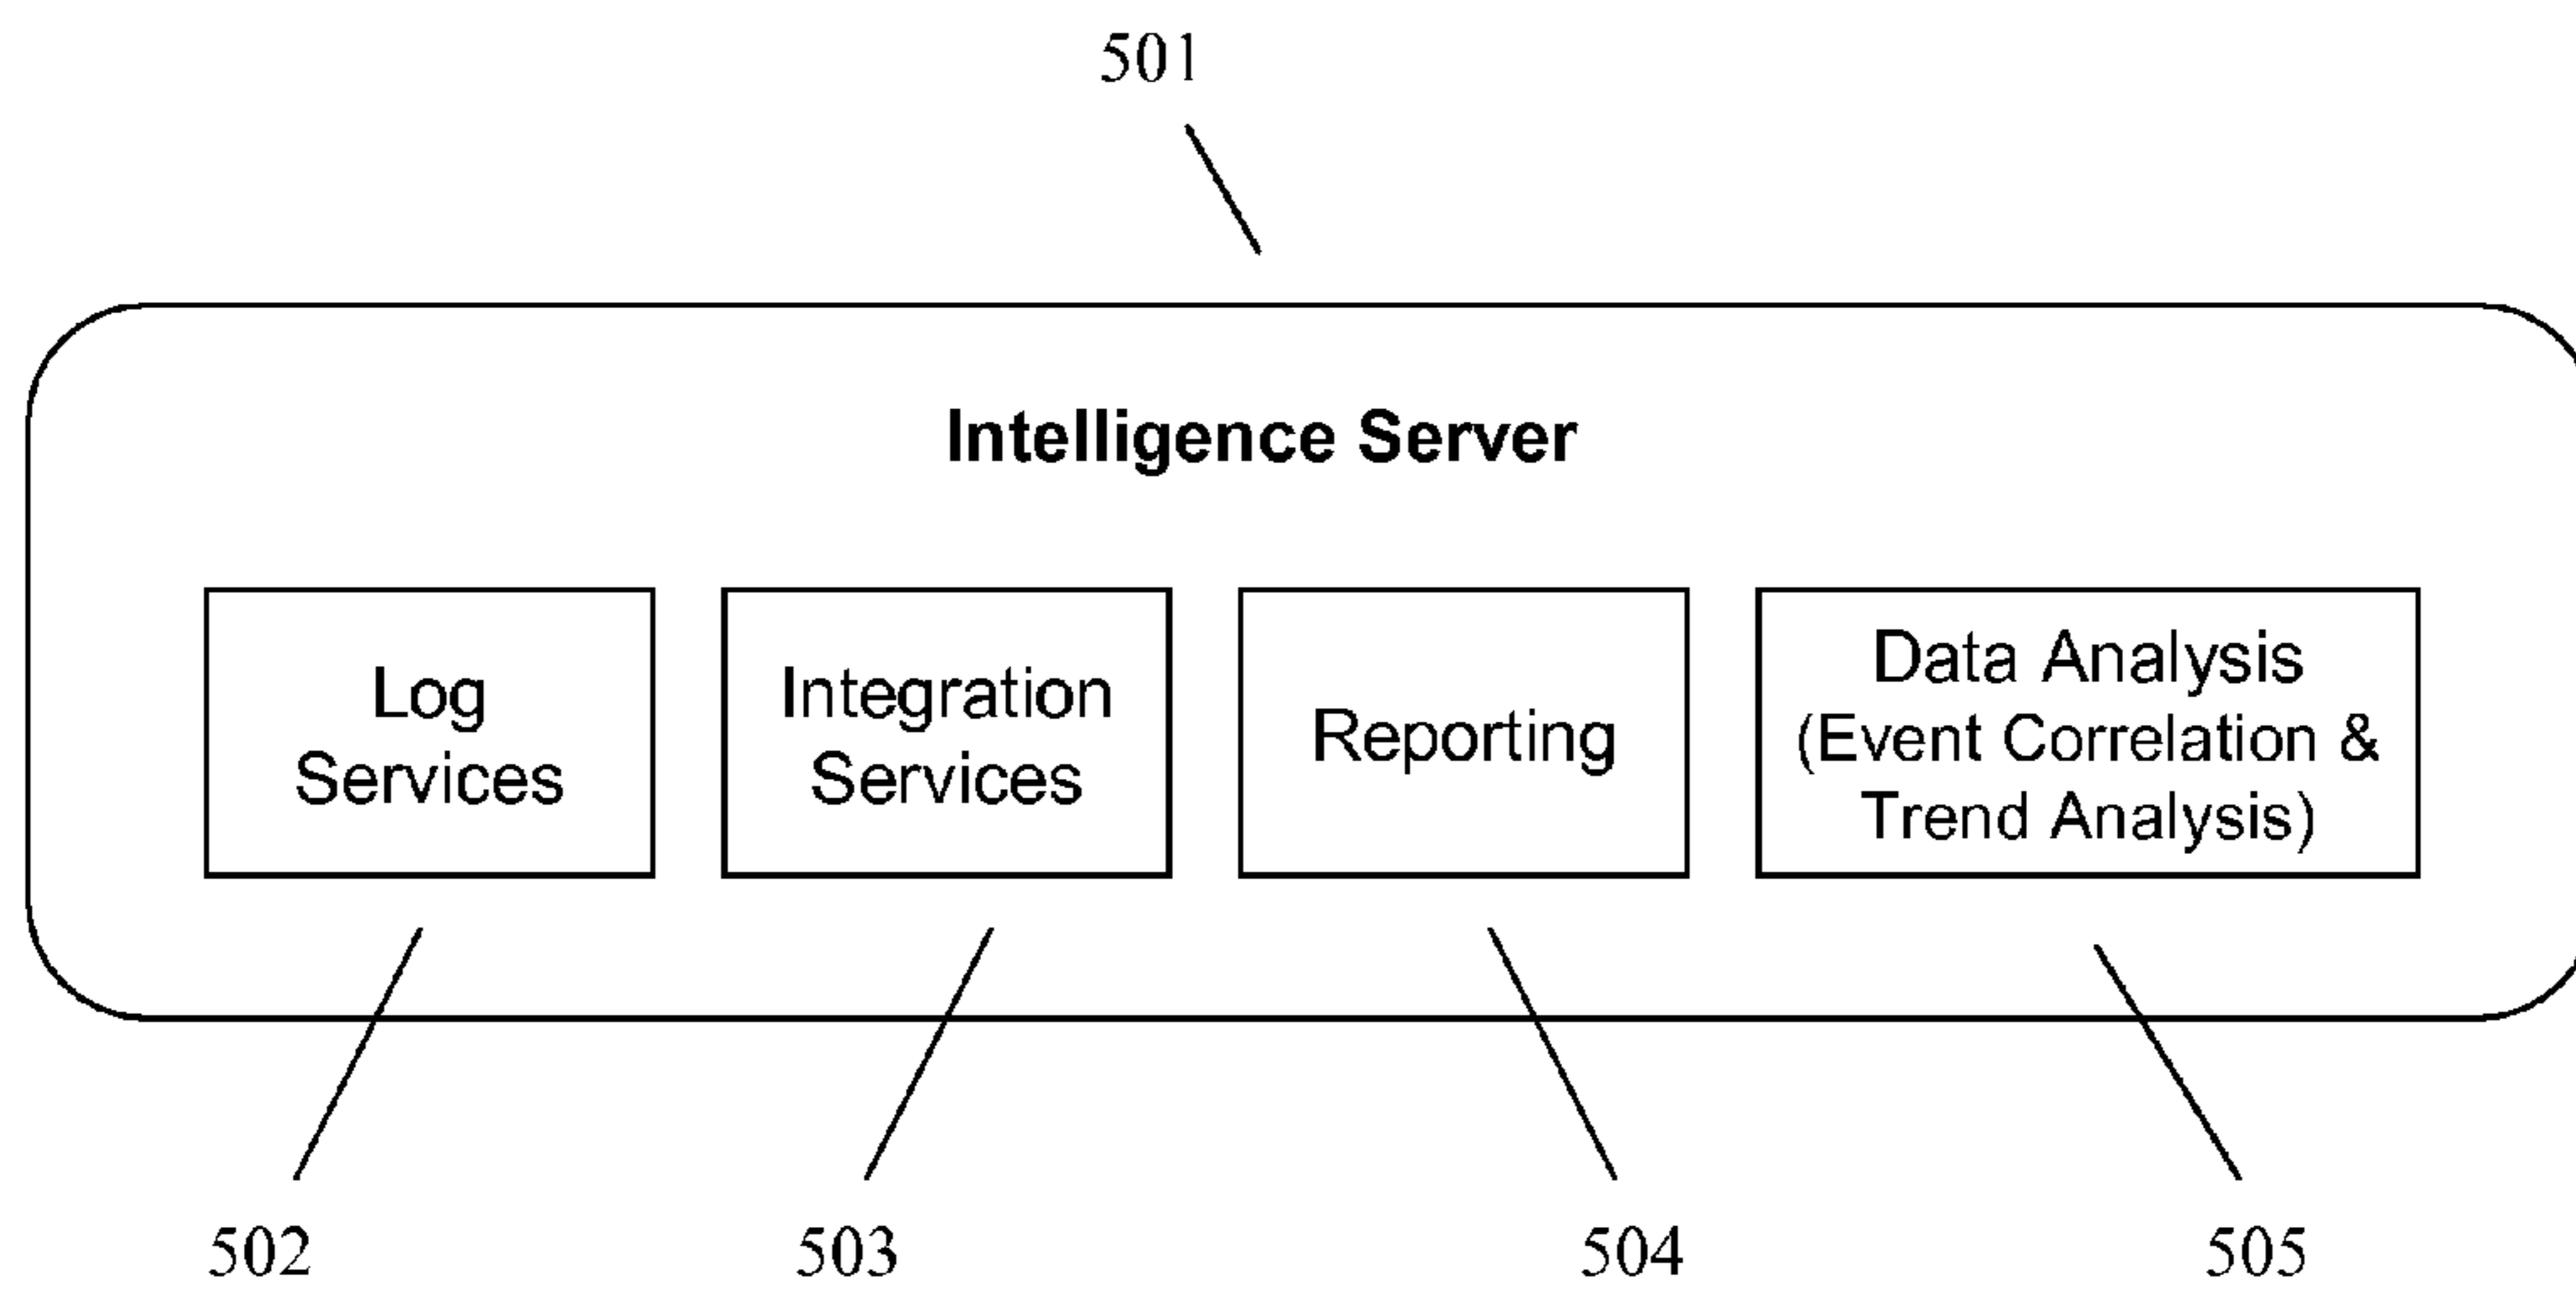 501
Intelligence Server
Log
Services
Integration
Services
Reporting
Data Analysis
(Event Correlation &
Trend Analysis)
502
503
504
505